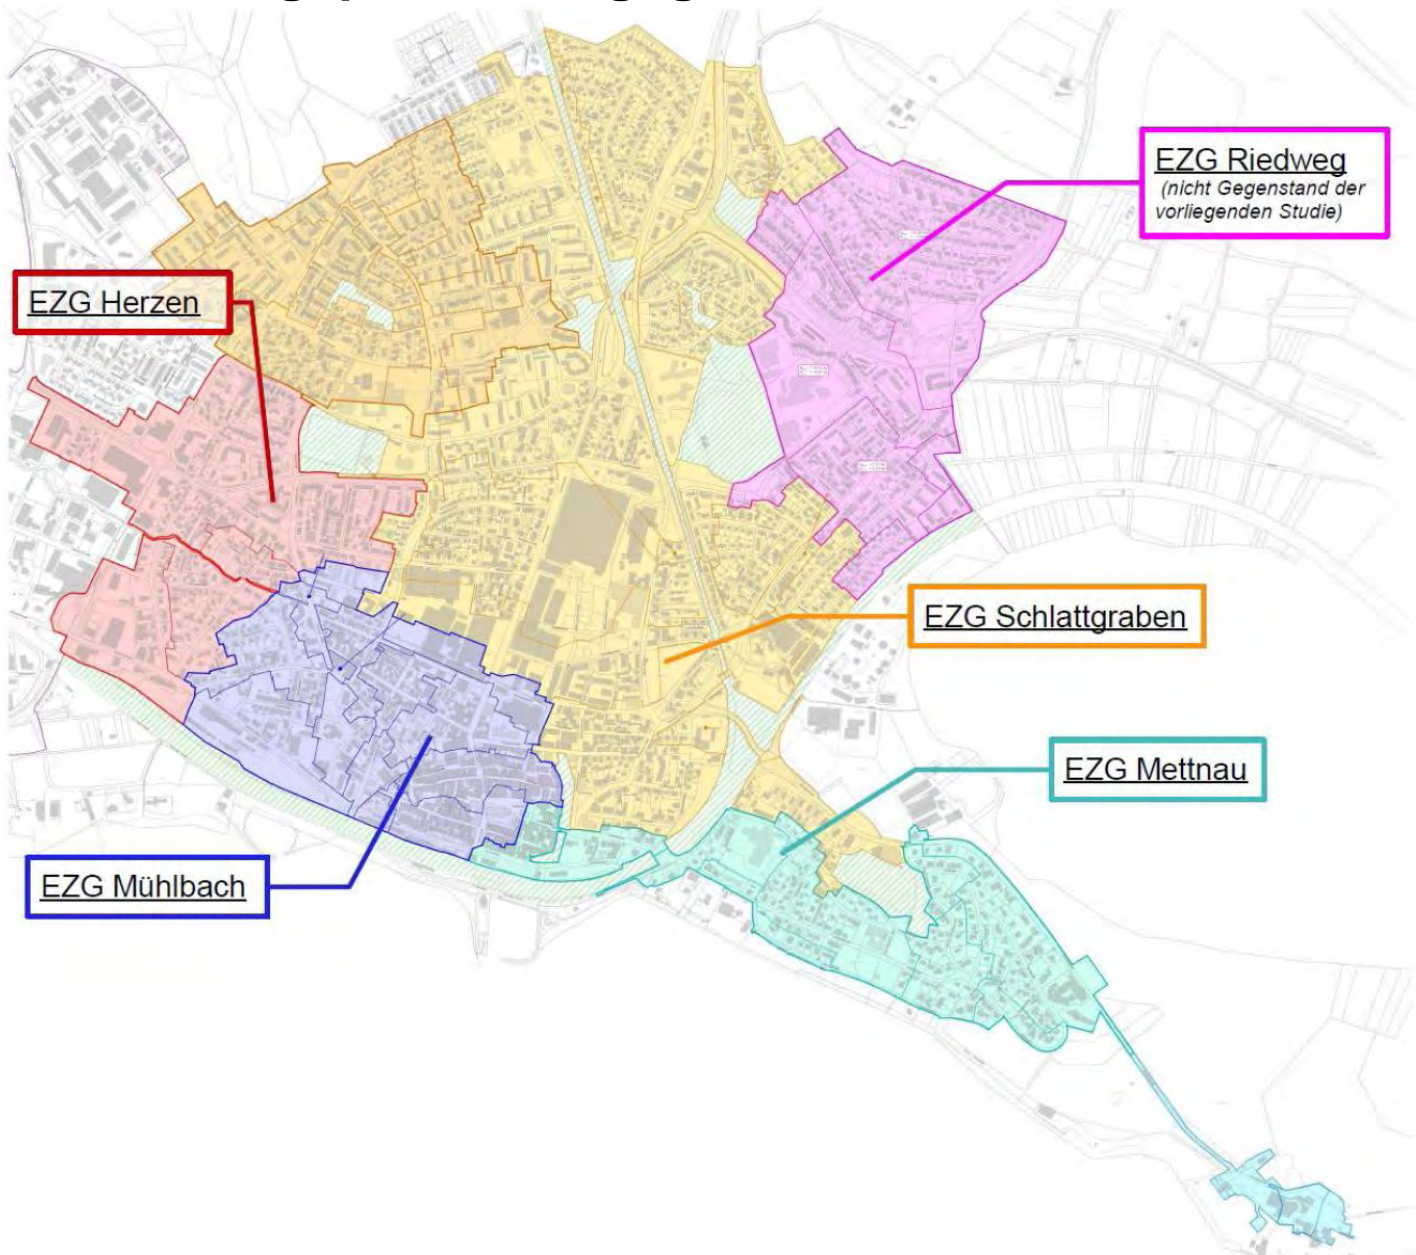 EZG Riedweg
(nicht Gegenstand der
vorliegenden Studie)
EZG Herzen
EZG Schlattgraben
EZG Mettnau
EZG Mühlbach